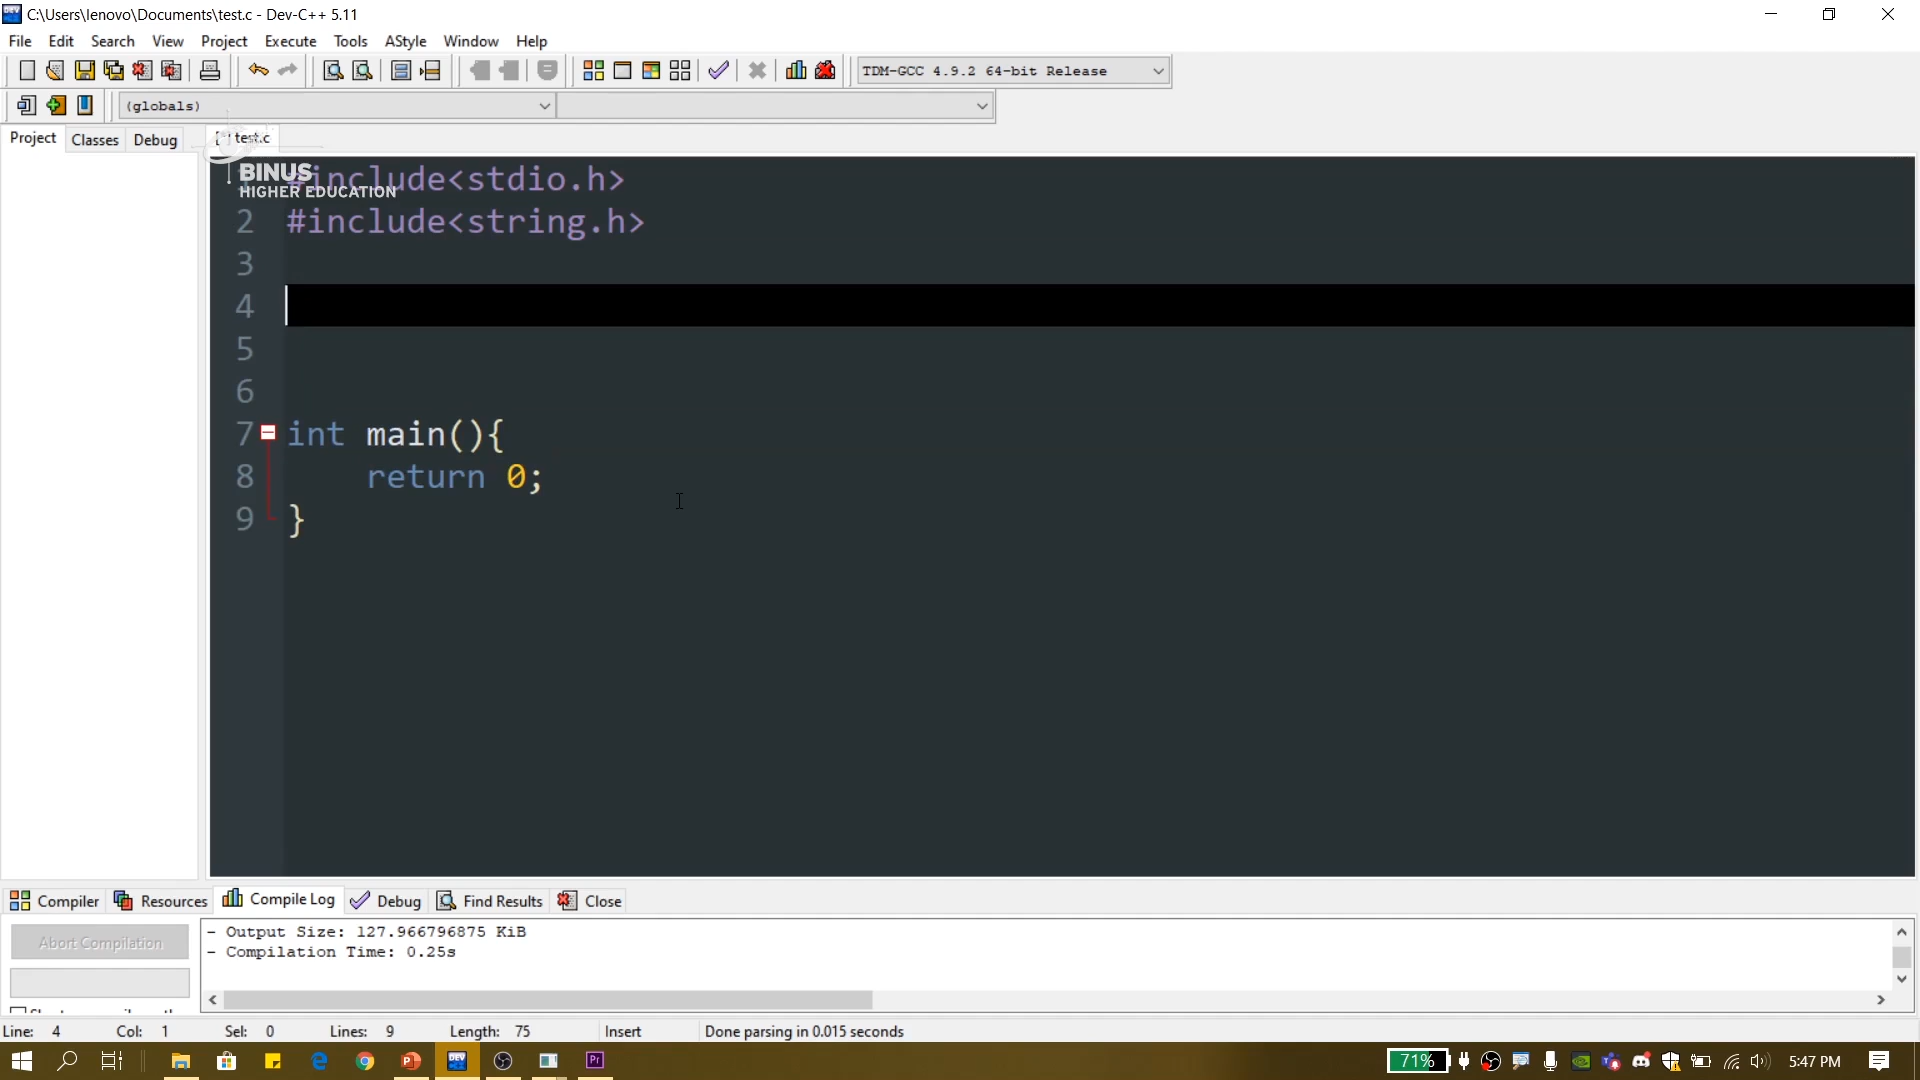 C:\Users\lenovo\Documents\test.c - Dev-C++ 5.11
File Edit Search View Project Execute Tools AStyle Window Help
TDM-GCC 4.9.2 64-bit Release
(globals)
Project Classes Debug [*] test.c
BINUS
HIGHER EDUCATION
#include<stdio.h>
2 #include<string.h>
3
4
5
6
7 int main(){
8 return 0;
9 }
Compiler Resources Compile Log Debug Find Results Close
Abort Compilation
- Output Size: 127.966796875 KiB
- Compilation Time: 0.25s
Line: 4 Col: 1 Sel: 0 Lines: 9 Length: 75 Insert Done parsing in 0.015 seconds
DEV
Pr
71%
5:47 PM